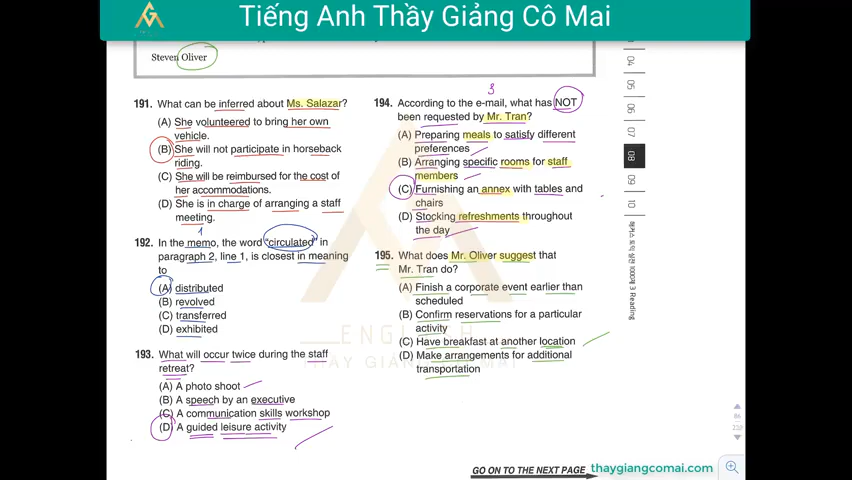 Tiếng Anh Thầy Giảng Cô Mai
Steven Oliver
191. What can be inferred about Ms. Salazar?
(A) She volunteered to bring her own
vehicle.
(B) She will not participate in horseback
riding.
(C) She will be reimbursed for the cost of
her accommodations.
(D) She is in charge of arranging a staff
meeting.
1
192. In the memo, the word "circulated" in
paragraph 2, line 1, is closest in meaning
to
(A) distributed
(B) revolved
(C) transferred
(D) exhibited
193. What will occur twice during the staff
retreat?
(A) A photo shoot
(B) A speech by an executive
(C) A communication skills workshop
(D) A guided leisure activity
3
194. According to the e-mail, what has NOT
been requested by Mr. Tran?
(A) Preparing meals to satisfy different
preferences
(B) Arranging specific rooms for staff
members
(C) Furnishing an annex with tables and
chairs
(D) Stocking refreshments throughout
the day
195. What does Mr. Oliver suggest that
Mr. Tran do?
(A) Finish a corporate event earlier than
scheduled
(B) Confirm reservations for a particular
activity
(C) Have breakfast at another location
(D) Make arrangements for additional
transportation
ENGLISH
THAY GIANG CO MAI
04
05
06
07
08
09
10
GO ON TO THE NEXT PAGE
thaygiangcomai.com